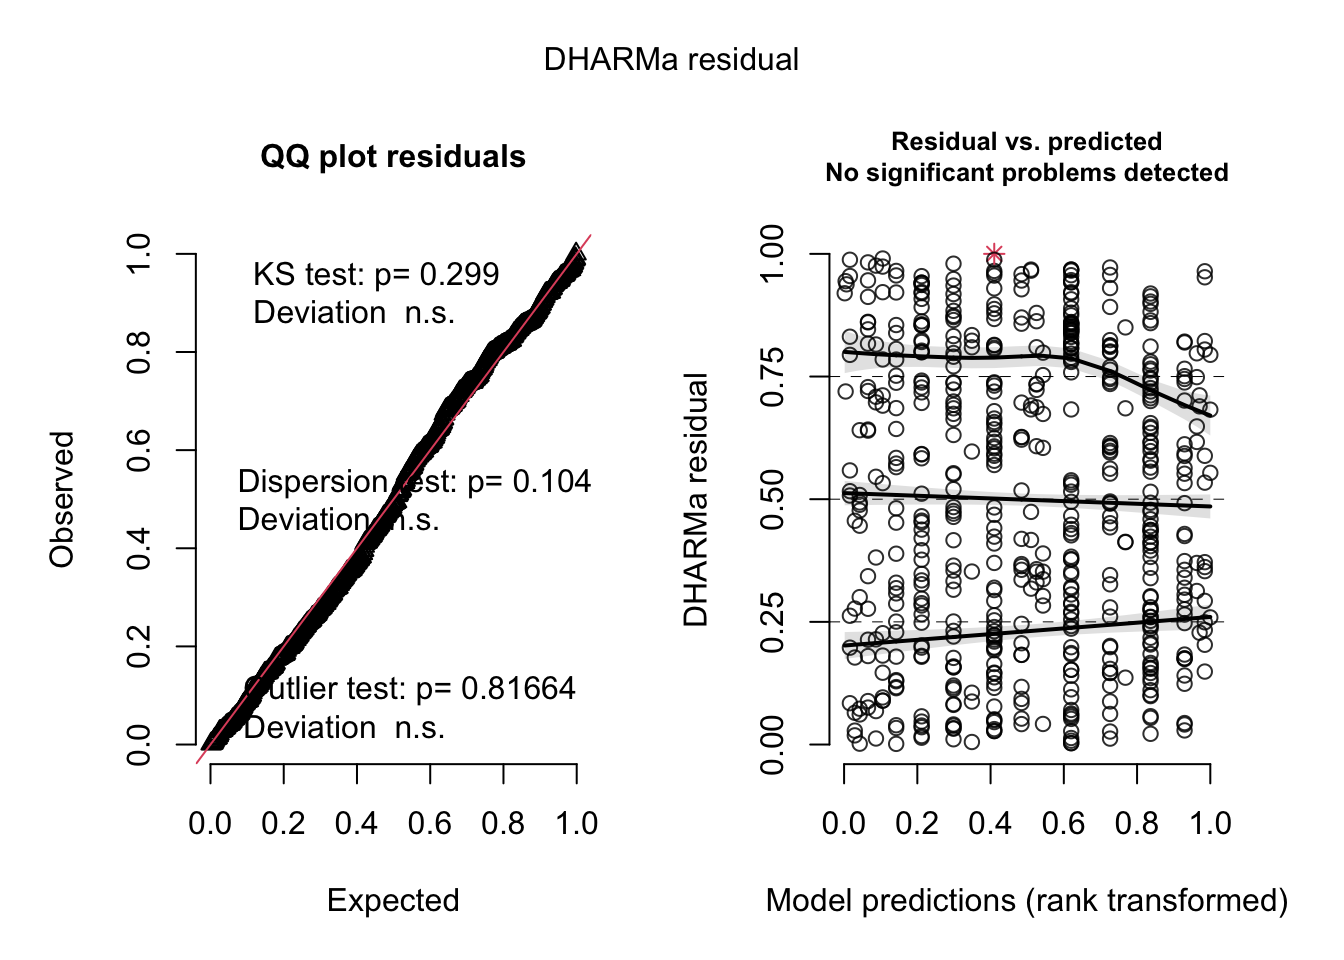 DHARMa residual
QQ plot residuals
KS test: p= 0.299
Deviation n.s.
Dispersion test: p= 0.104
Deviation n.s.
Outlier test: p= 0.81664
Deviation n.s.
Observed
0.0 0.2 0.4 0.6 0.8 1.0
0.0 0.2 0.4 0.6 0.8 1.0
Expected
Residual vs. predicted
No significant problems detected
DHARMa residual
0.00 0.25 0.50 0.75 1.00
0.0 0.2 0.4 0.6 0.8 1.0
Model predictions (rank transformed)